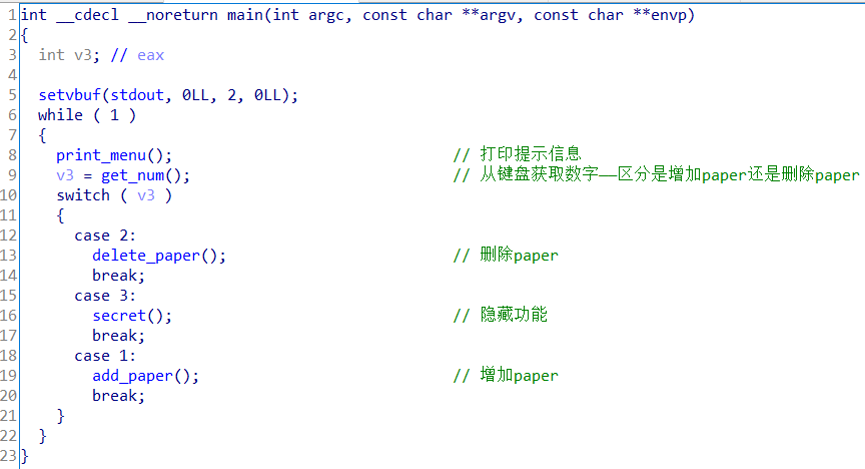 1 int __cdecl __noreturn main(int argc, const char **argv, const char **envp)
2 {
3   int v3; // eax
4
5   setvbuf(stdout, 0LL, 2, 0LL);
6   while ( 1 )
7   {
8     print_menu();                               // 打印提示信息
9     v3 = get_num();                             // 从键盘获取数字—区分是增加paper还是删除paper
10     switch ( v3 )
11     {
12       case 2:
13         delete_paper();                         // 删除paper
14         break;
15       case 3:
16         secret();                               // 隐藏功能
17         break;
18       case 1:
19         add_paper();                            // 增加paper
20         break;
21     }
22   }
23 }